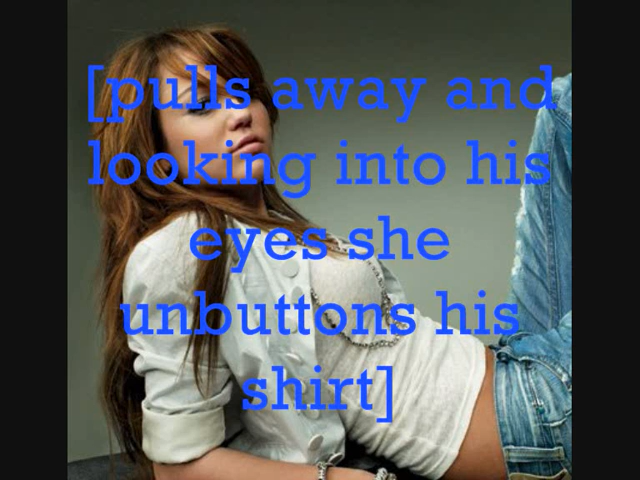 [pulls away and
looking into his
eyes she
unbuttons his
shirt]